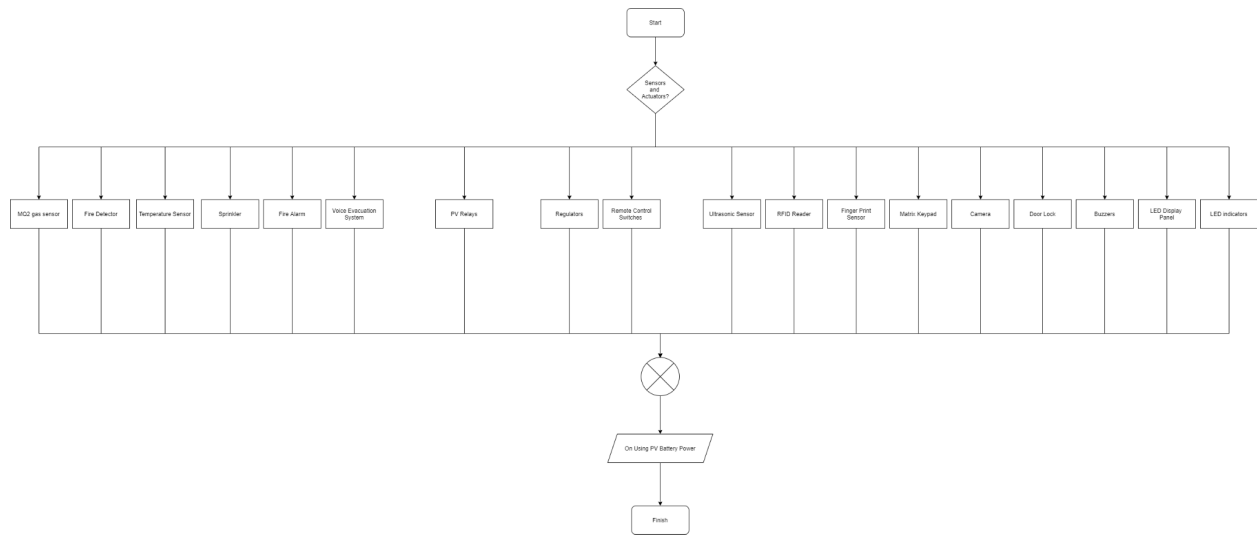 Start
Sensors
and
Actuators?
MQ2 gas sensor
Fire Detector
Temperature Sensor
Sprinkler
Fire Alarm
Voice Evacuation
System
PV Relays
Regulators
Remote Control
Switches
Ultrasonic Sensor
RFID Reader
Finger Print
Sensor
Matrix Keypad
Camera
Door Lock
Buzzers
LED Display
Panel
LED indicators
On Using PV Battery Power
Finish